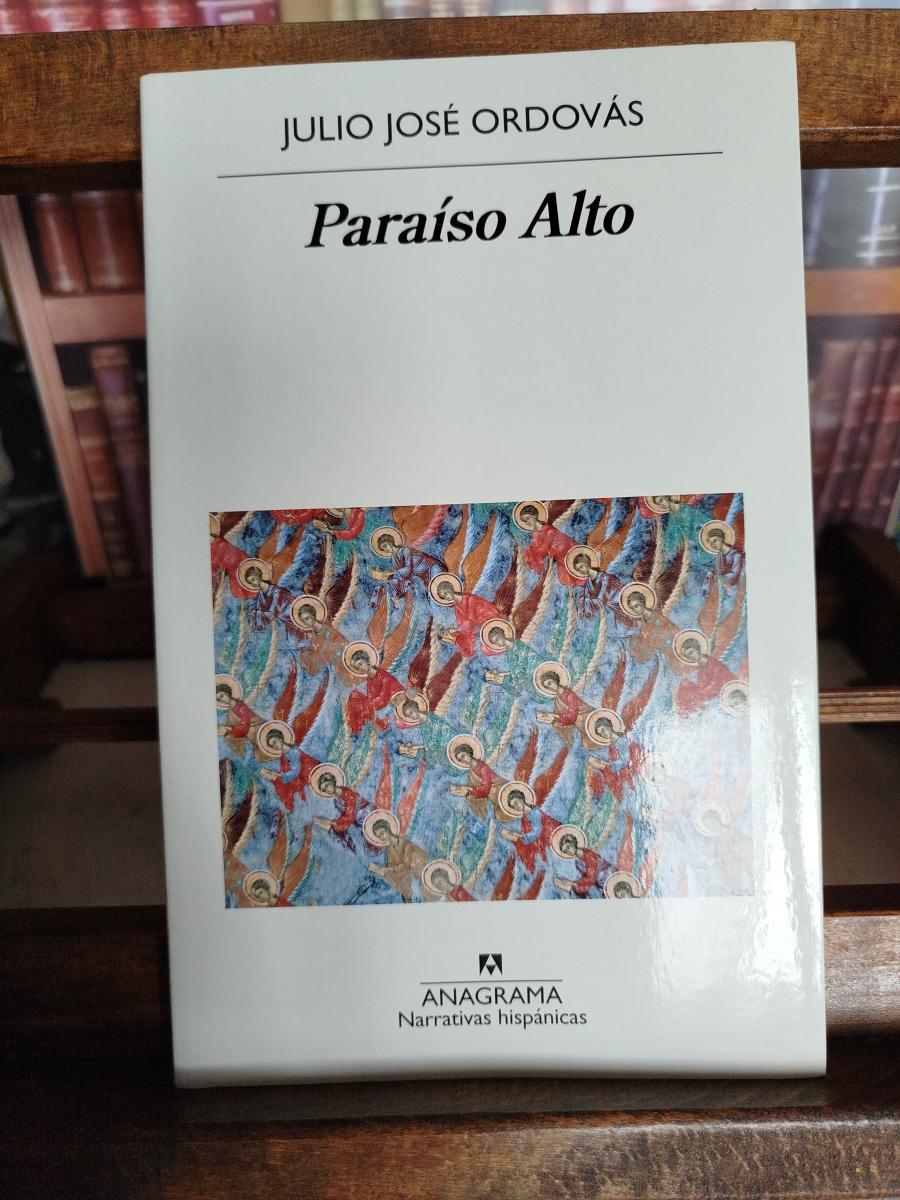 JULIO JOSÉ ORDOVÁS
Paraíso Alto
ANAGRAMA
Narrativas hispánicas